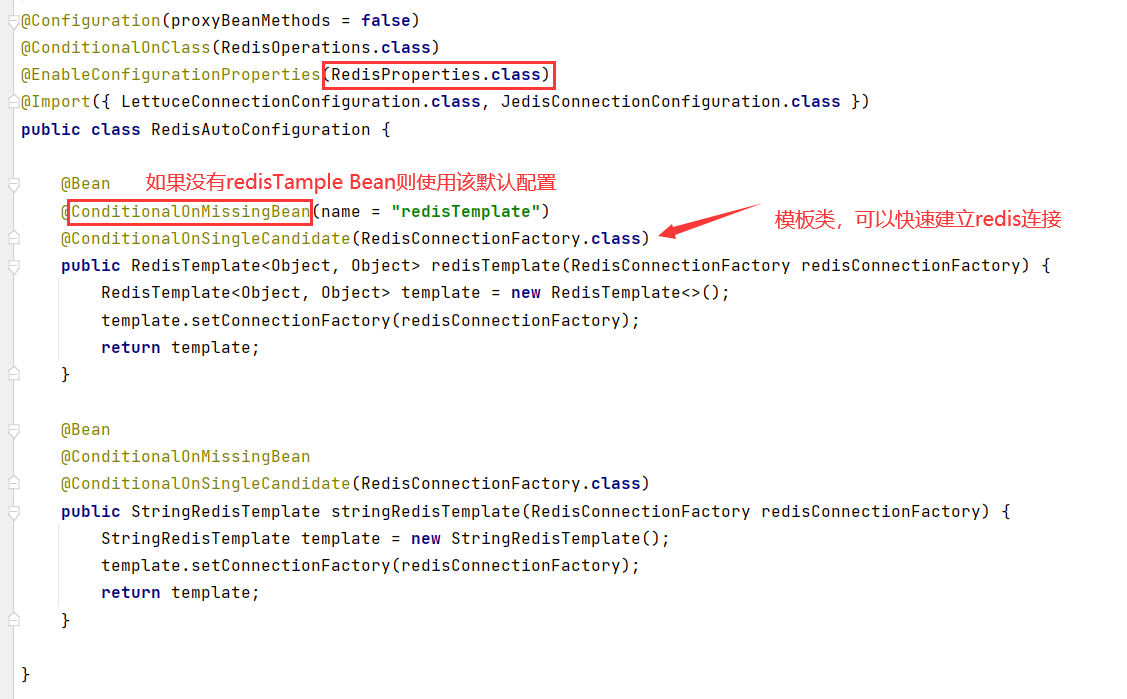 @Configuration(proxyBeanMethods = false)
@ConditionalOnClass(RedisOperations.class)
@EnableConfigurationProperties(RedisProperties.class)
@Import({ LettuceConnectionConfiguration.class, JedisConnectionConfiguration.class })
public class RedisAutoConfiguration {
@Bean 如果没有redisTample Bean则使用该默认配置
@ConditionalOnMissingBean(name = "redisTemplate")
@ConditionalOnSingleCandidate(RedisConnectionFactory.class) 模板类，可以快速建立redis连接
public RedisTemplate<Object, Object> redisTemplate(RedisConnectionFactory redisConnectionFactory) {
RedisTemplate<Object, Object> template = new RedisTemplate<>();
template.setConnectionFactory(redisConnectionFactory);
return template;
}
@Bean
@ConditionalOnMissingBean
@ConditionalOnSingleCandidate(RedisConnectionFactory.class)
public StringRedisTemplate stringRedisTemplate(RedisConnectionFactory redisConnectionFactory) {
StringRedisTemplate template = new StringRedisTemplate();
template.setConnectionFactory(redisConnectionFactory);
return template;
}
}